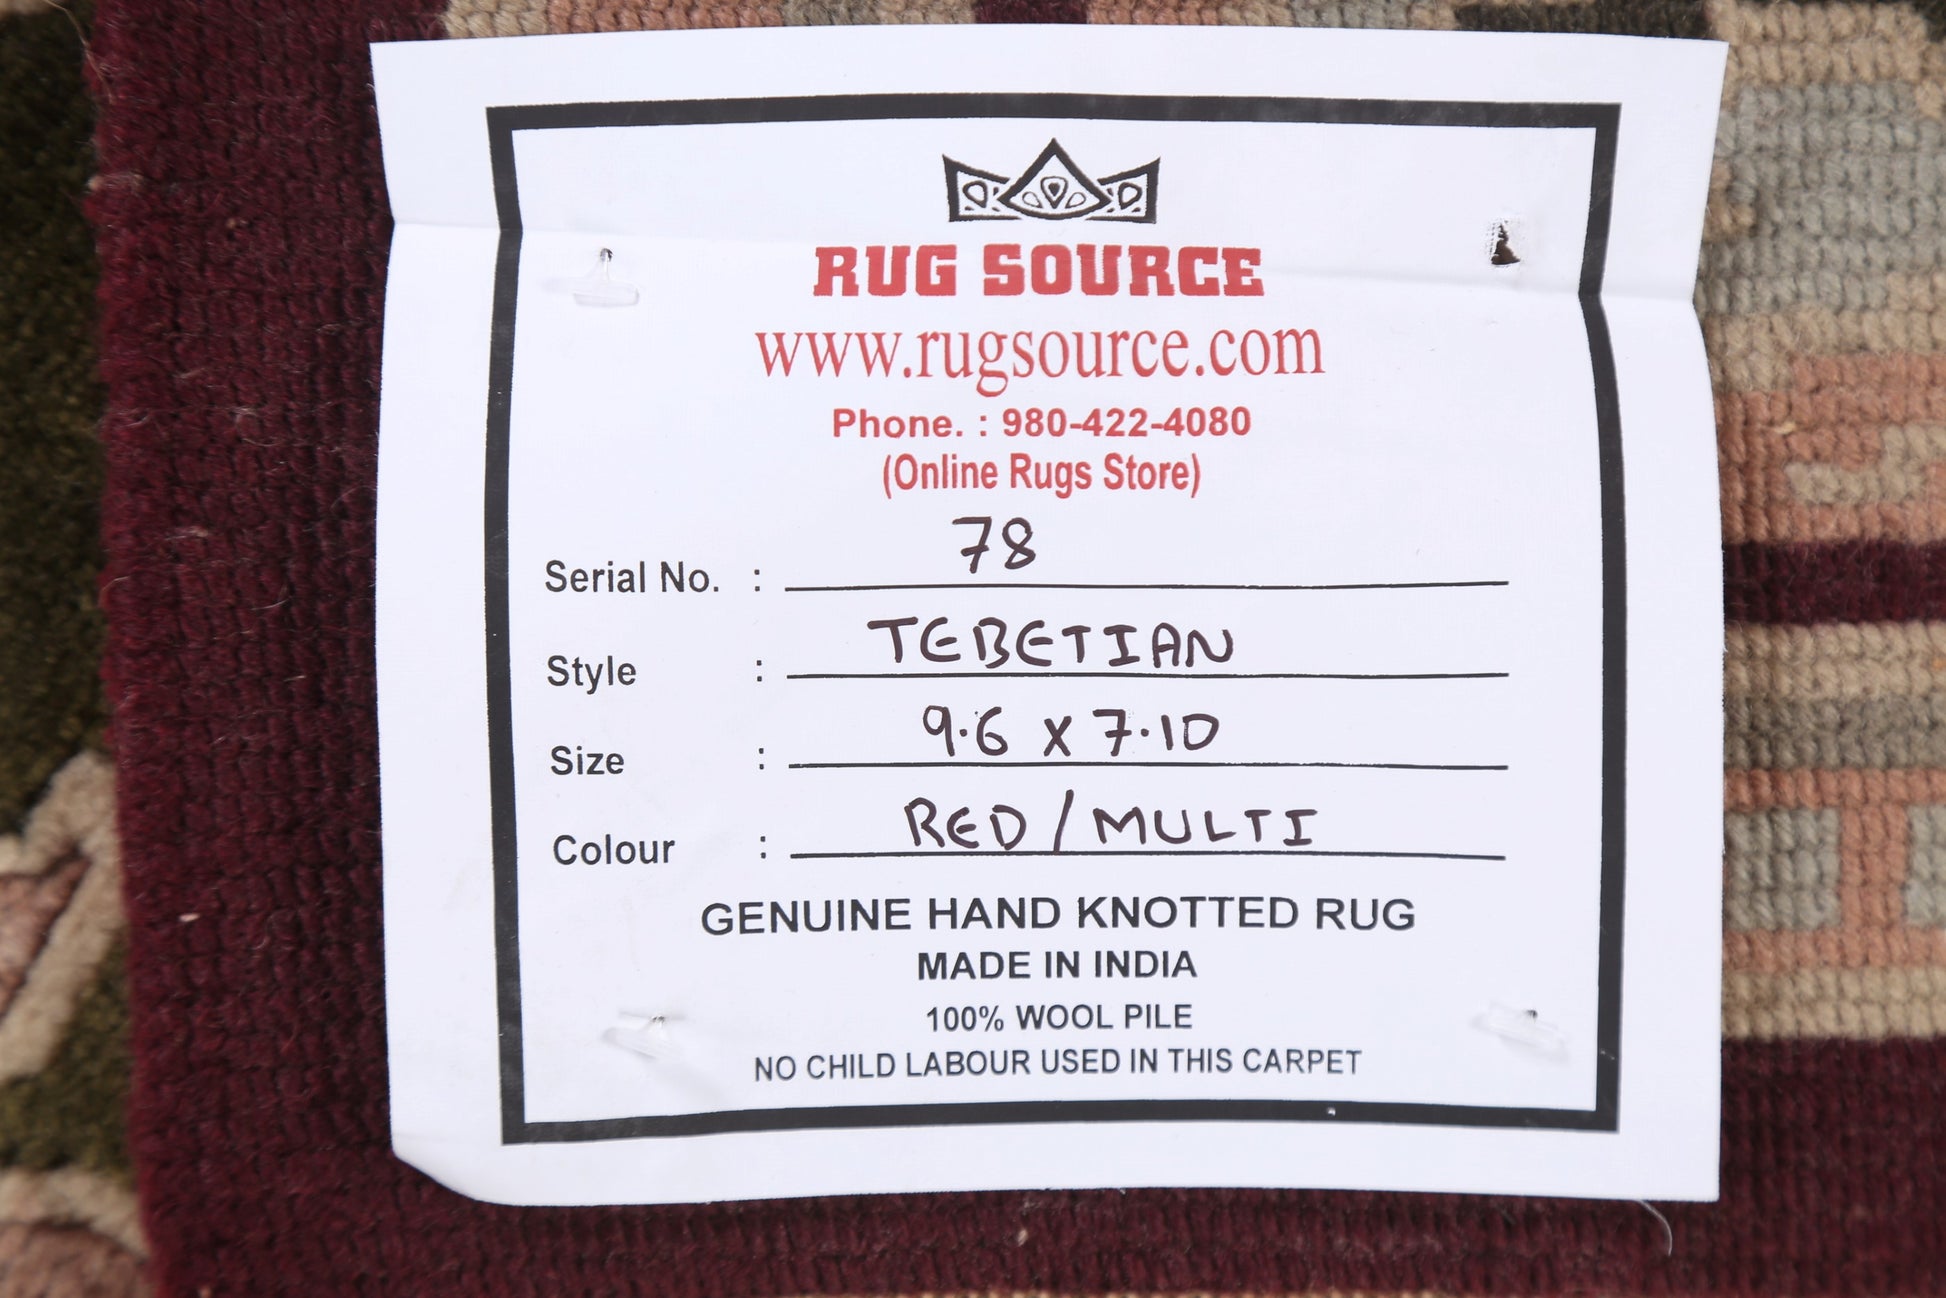 RUG SOURCE
www.rugsource.com
Phone. : 980-422-4080
(Online Rugs Store)
Serial No. : 78
Style : TEBETIAN
Size : 9.6 x 7.10
Colour : RED/MULTI
GENUINE HAND KNOTTED RUG
MADE IN INDIA
100% WOOL PILE
NO CHILD LABOUR USED IN THIS CARPET